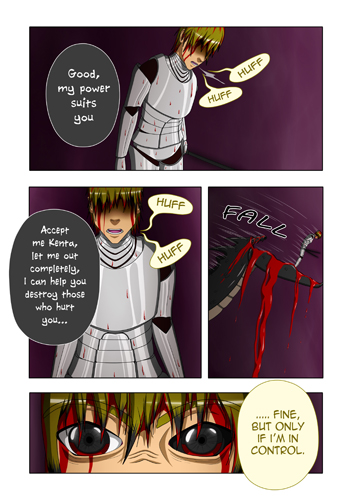 Good,
my power
suits
you
HUFF
HUFF
Accept
me Kenta,
let me out
completely,
I can help you
destroy those
who hurt
you...
HUFF
HUFF
FALL
..... FINE,
BUT ONLY
IF I'M IN
CONTROL.